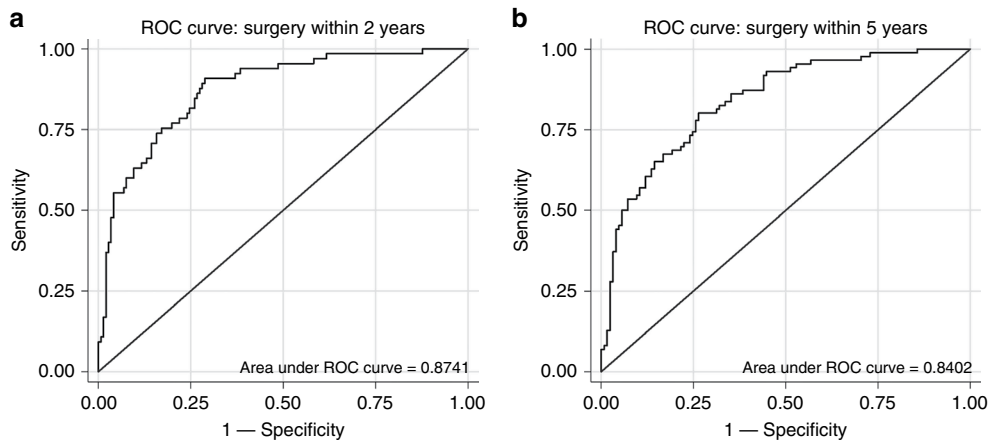 a
ROC curve: surgery within 2 years
1.00
0.75
0.50
0.25
0.00
Sensitivity
Area under ROC curve = 0.8741
0.00 0.25 0.50 0.75 1.00
1 — Specificity
b
ROC curve: surgery within 5 years
1.00
0.75
0.50
0.25
0.00
Sensitivity
Area under ROC curve = 0.8402
0.00 0.25 0.50 0.75 1.00
1 — Specificity